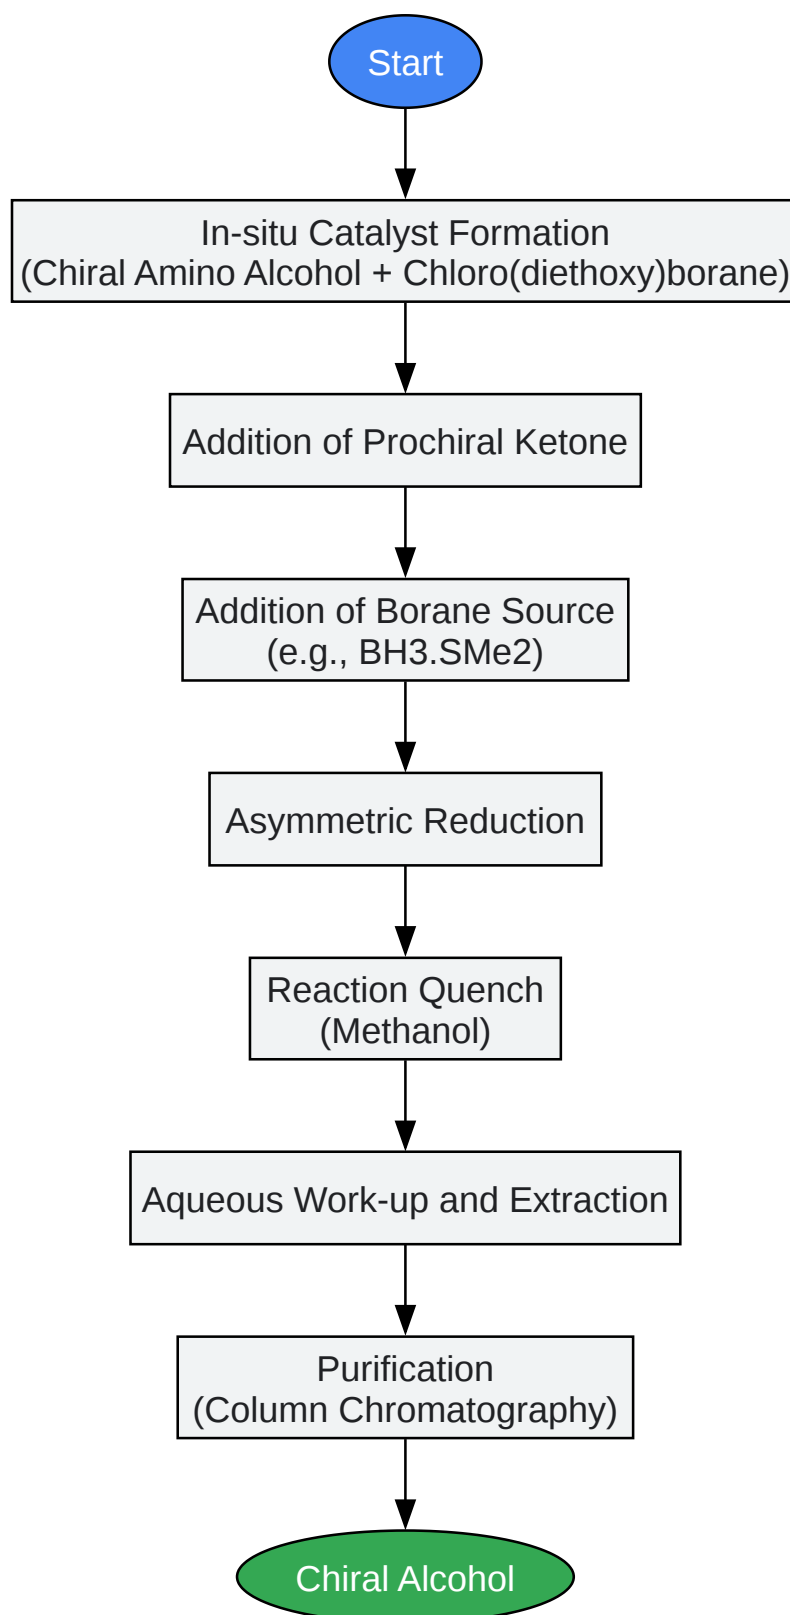 Start
In-situ Catalyst Formation
(Chiral Amino Alcohol + Chloro(diethoxy)borane)
Addition of Prochiral Ketone
Addition of Borane Source
(e.g., BH3.SMe2)
Asymmetric Reduction
Reaction Quench
(Methanol)
Aqueous Work-up and Extraction
Purification
(Column Chromatography)
Chiral Alcohol